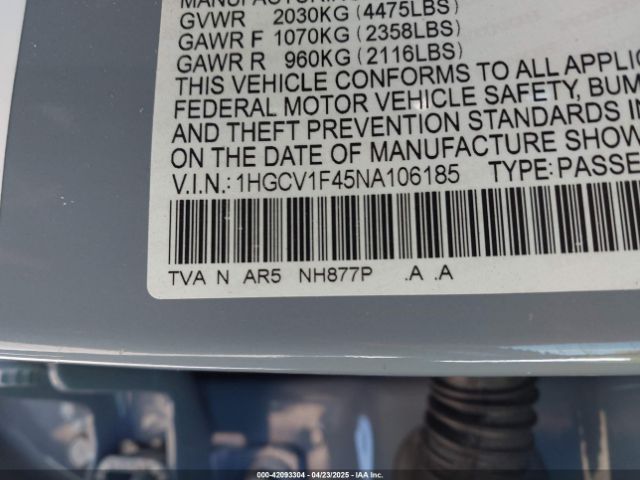 GVWR 2030KG (4475LBS)
GAWR F 1070KG (2358LBS)
GAWR R 960KG (2116LBS)
THIS VEHICLE CONFORMS TO ALL APPLIC
FEDERAL MOTOR VEHICLE SAFETY, BUM
AND THEFT PREVENTION STANDARDS I
ON THE DATE OF MANUFACTURE SHOW
V.I.N.: 1HGCV1F45NA106185 TYPE: PASSE
TVA N AR5 NH877P .A .A
000-42093304 - 04/23/2025 - IAAI.COM